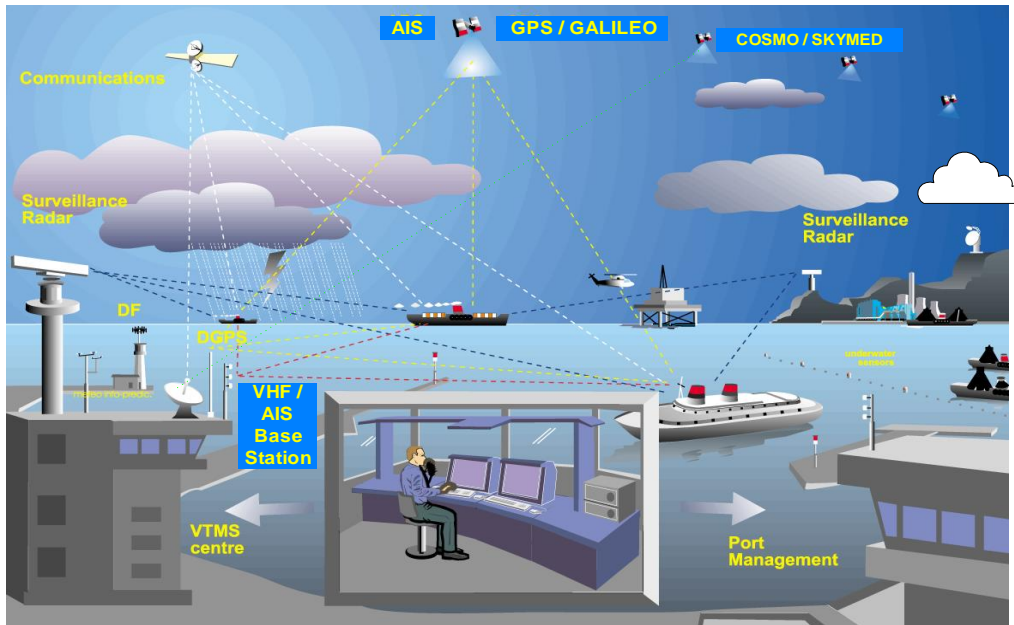 AIS
GPS / GALILEO
COSMO / SKYMED
Communications
Surveillance
Radar
Surveillance
Radar
DF
DGPS
underwater
sensors
VHF /
AIS
Base
Station
VTMS
centre
Port
Management